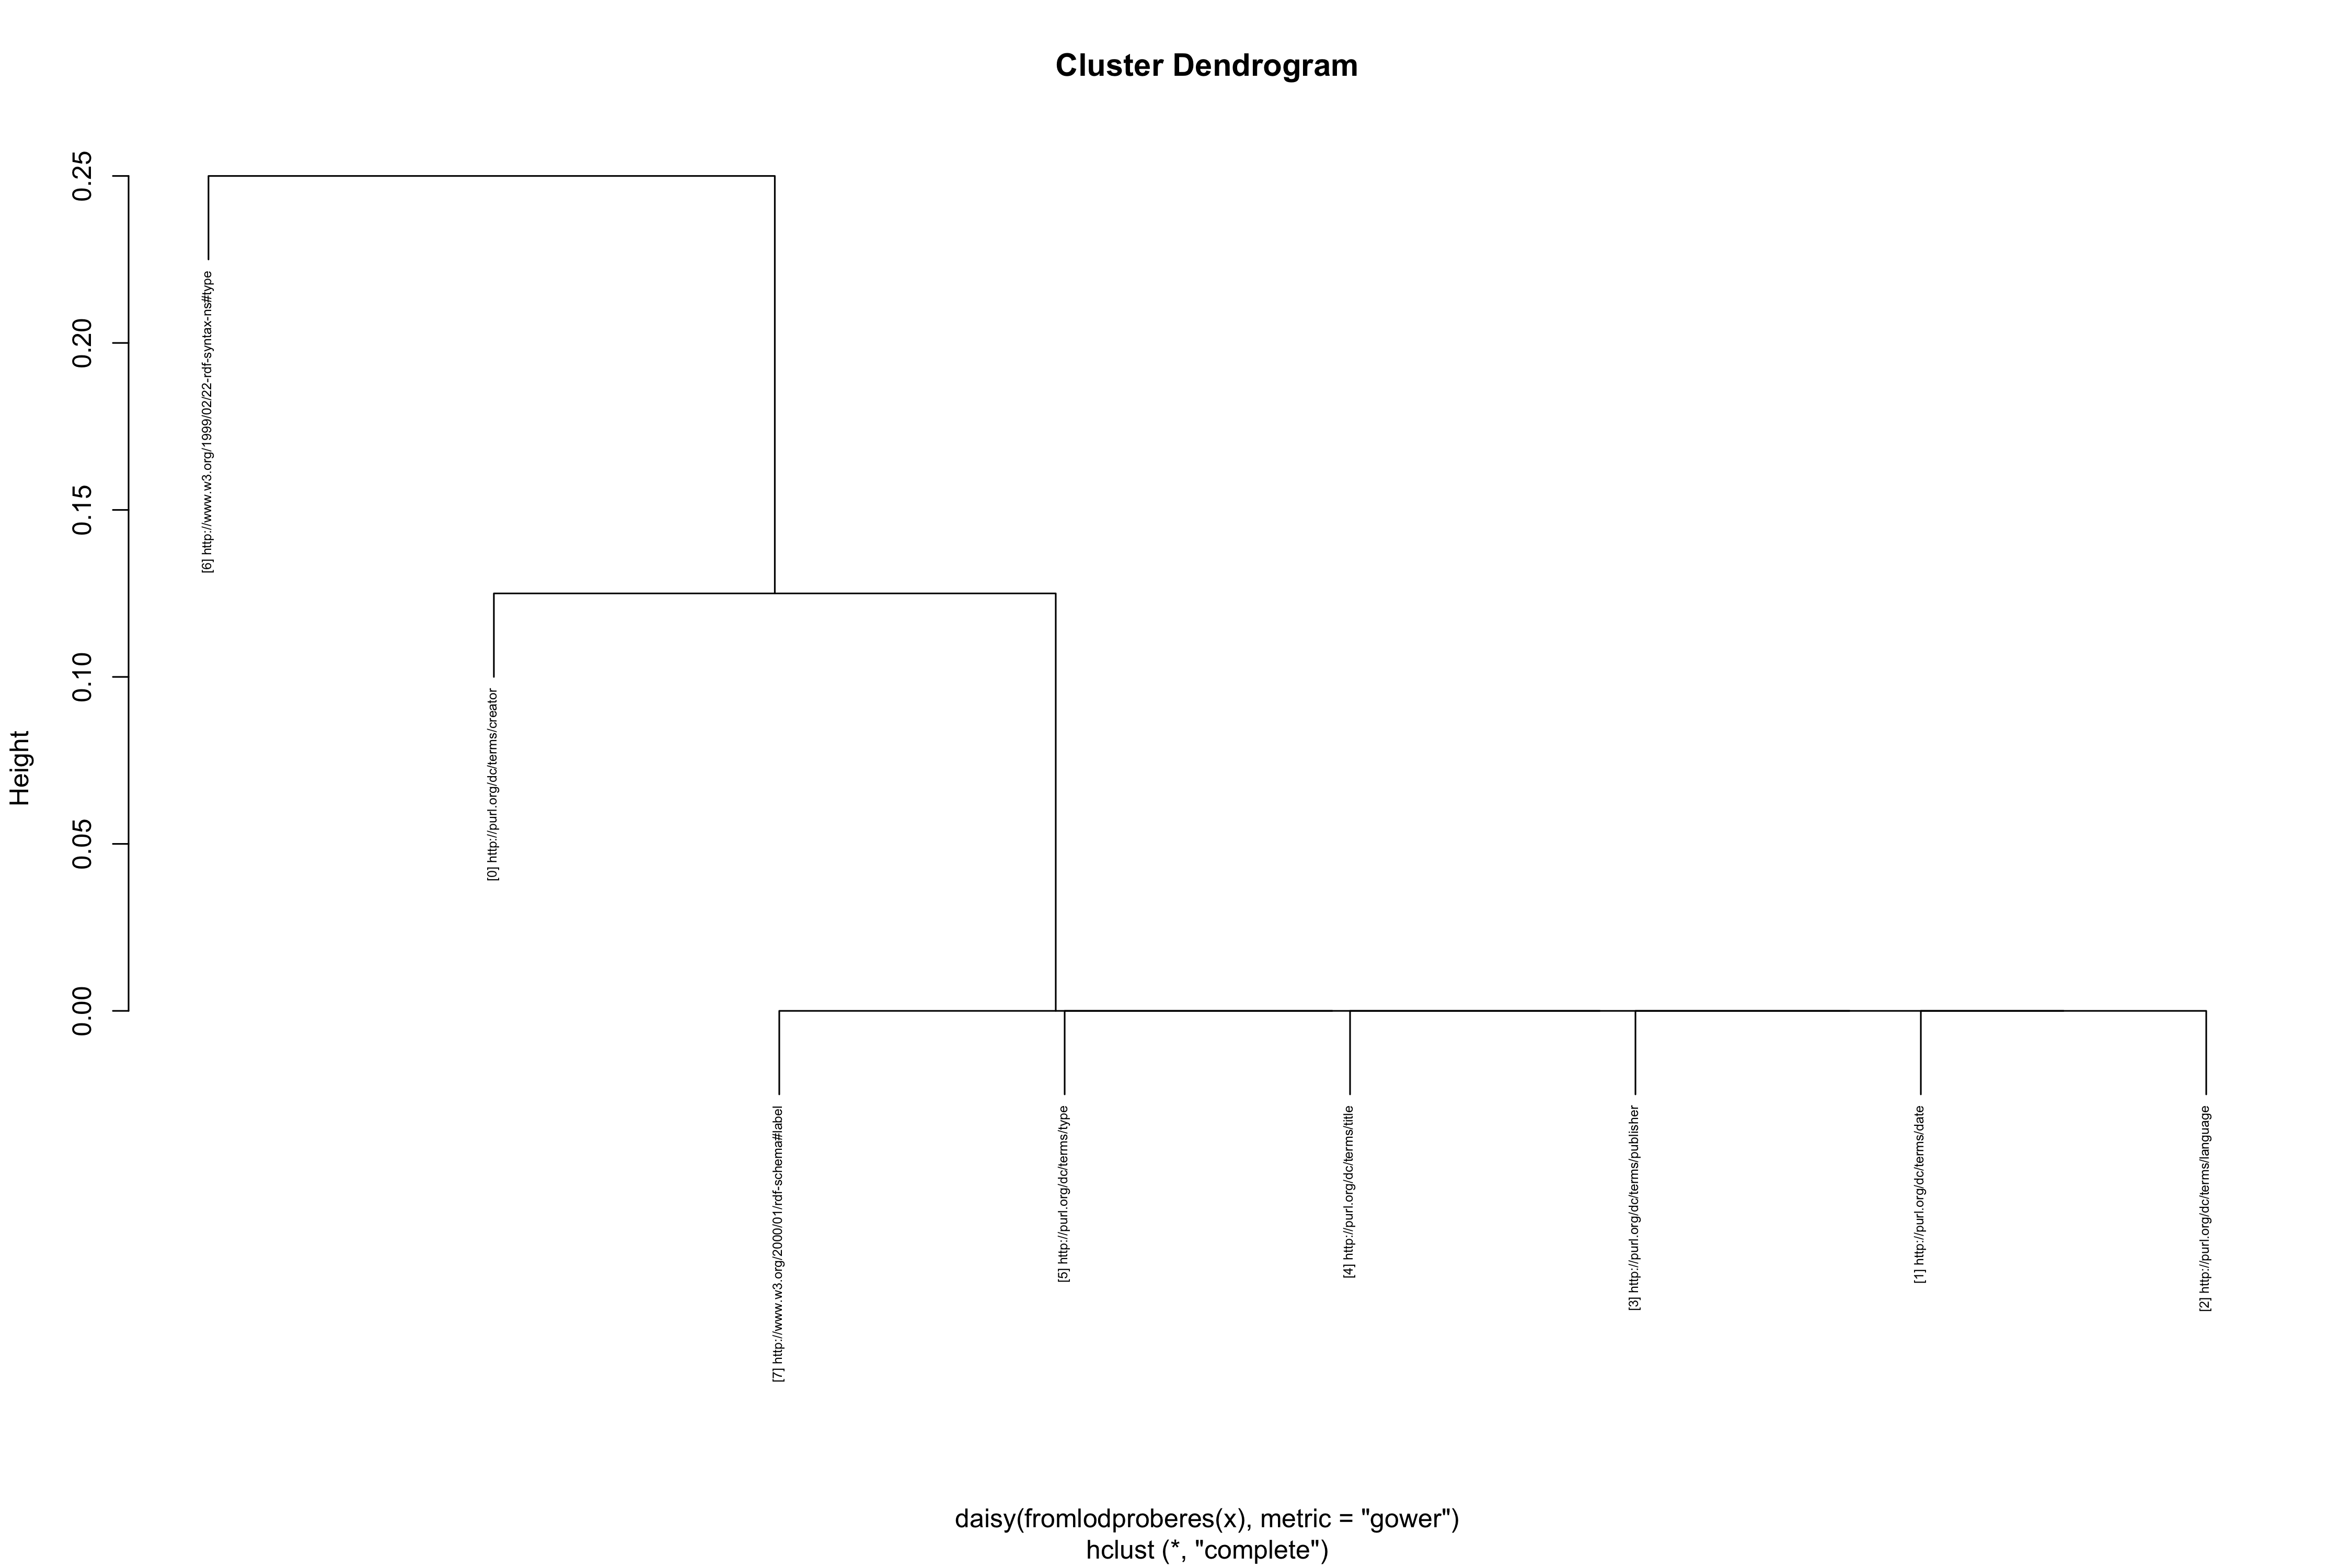 Cluster Dendrogram
Height
0.25
0.20
0.15
0.10
0.05
0.00
[6] http://www.w3.org/1999/02/22-rdf-syntax-ns#type
[0] http://purl.org/dc/terms/creator
[7] http://www.w3.org/2000/01/rdf-schema#label
[5] http://purl.org/dc/terms/type
[4] http://purl.org/dc/terms/title
[3] http://purl.org/dc/terms/publisher
[1] http://purl.org/dc/terms/date
[2] http://purl.org/dc/terms/language
daisy(fromlodproberes(x), metric = "gower")
hclust (*, "complete")